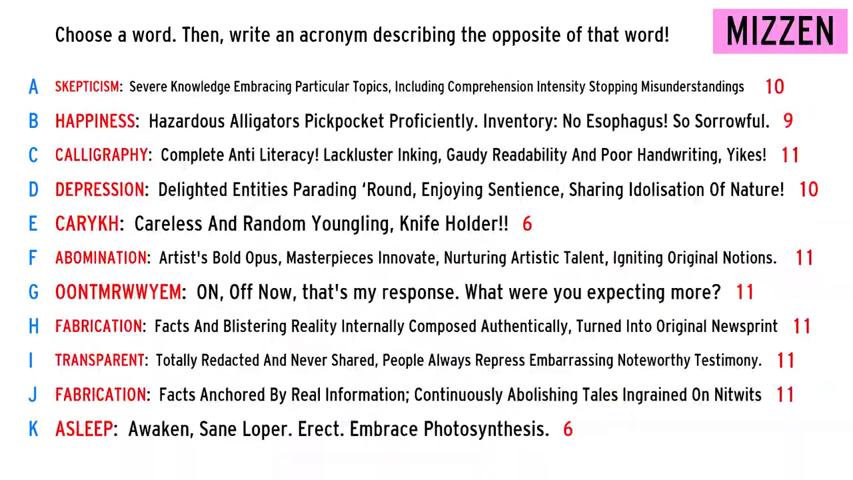 Choose a word. Then, write an acronym describing the opposite of that word!
MIZZEN
A SKEPTICISM: Severe Knowledge Embracing Particular Topics, Including Comprehension Intensity Stopping Misunderstandings 10
B HAPPINESS: Hazardous Alligators Pickpocket Proficiently. Inventory: No Esophagus! So Sorrowful. 9
C CALLIGRAPHY: Complete Anti Literacy! Lackluster Inking, Gaudy Readability And Poor Handwriting, Yikes! 11
D DEPRESSION: Delighted Entities Parading ‘Round, Enjoying Sentience, Sharing Idolisation Of Nature! 10
E CARYKH: Careless And Random Youngling, Knife Holder!! 6
F ABOMINATION: Artist's Bold Opus, Masterpieces Innovate, Nurturing Artistic Talent, Igniting Original Notions. 11
G OONTMRWWYEM: ON, Off Now, that's my response. What were you expecting more? 11
H FABRICATION: Facts And Blistering Reality Internally Composed Authentically, Turned Into Original Newsprint 11
I TRANSPARENT: Totally Redacted And Never Shared, People Always Repress Embarrassing Noteworthy Testimony. 11
J FABRICATION: Facts Anchored By Real Information; Continuously Abolishing Tales Ingrained On Nitwits 11
K ASLEEP: Awaken, Sane Loper. Erect. Embrace Photosynthesis. 6